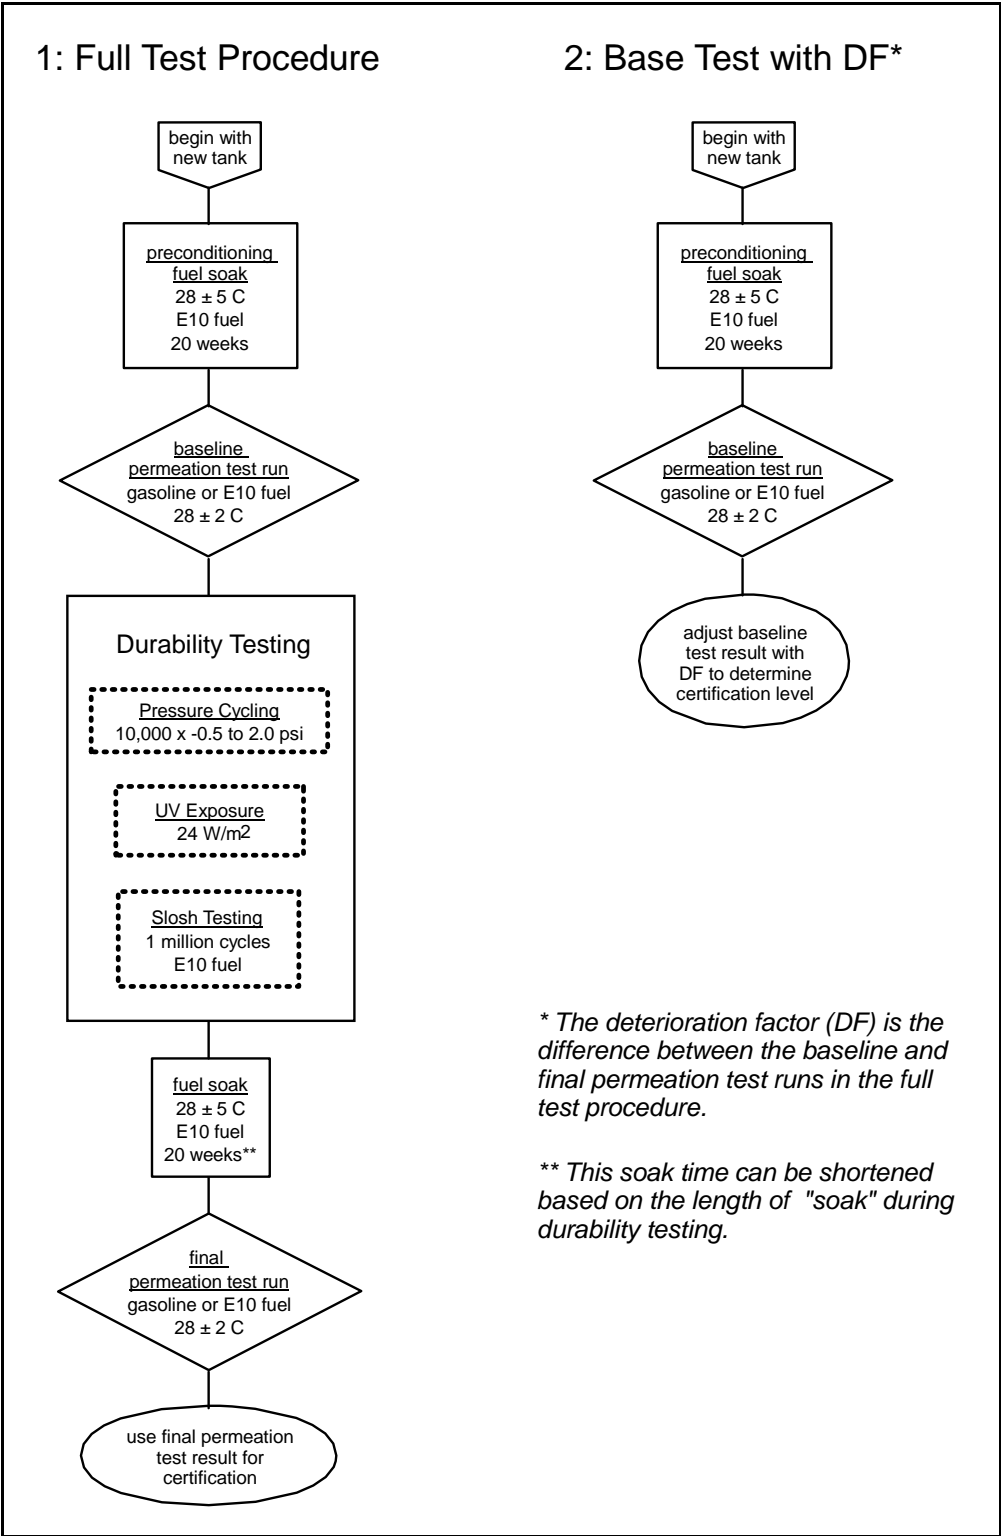 1: Full Test Procedure
begin with
new tank
preconditioning
fuel soak
28 ± 5 C
E10 fuel
20 weeks
baseline
permeation test run
gasoline or E10 fuel
28 ± 2 C
Durability Testing
Pressure Cycling
10,000 x -0.5 to 2.0 psi
UV Exposure
24 W/m2
Slosh Testing
1 million cycles
E10 fuel
fuel soak
28 ± 5 C
E10 fuel
20 weeks**
final
permeation test run
gasoline or E10 fuel
28 ± 2 C
use final permeation
test result for
certification
2: Base Test with DF*
begin with
new tank
preconditioning
fuel soak
28 ± 5 C
E10 fuel
20 weeks
baseline
permeation test run
gasoline or E10 fuel
28 ± 2 C
adjust baseline
test result with
DF to determine
certification level
* The deterioration factor (DF) is the
difference between the baseline and
final permeation test runs in the full
test procedure.
** This soak time can be shortened
based on the length of "soak" during
durability testing.